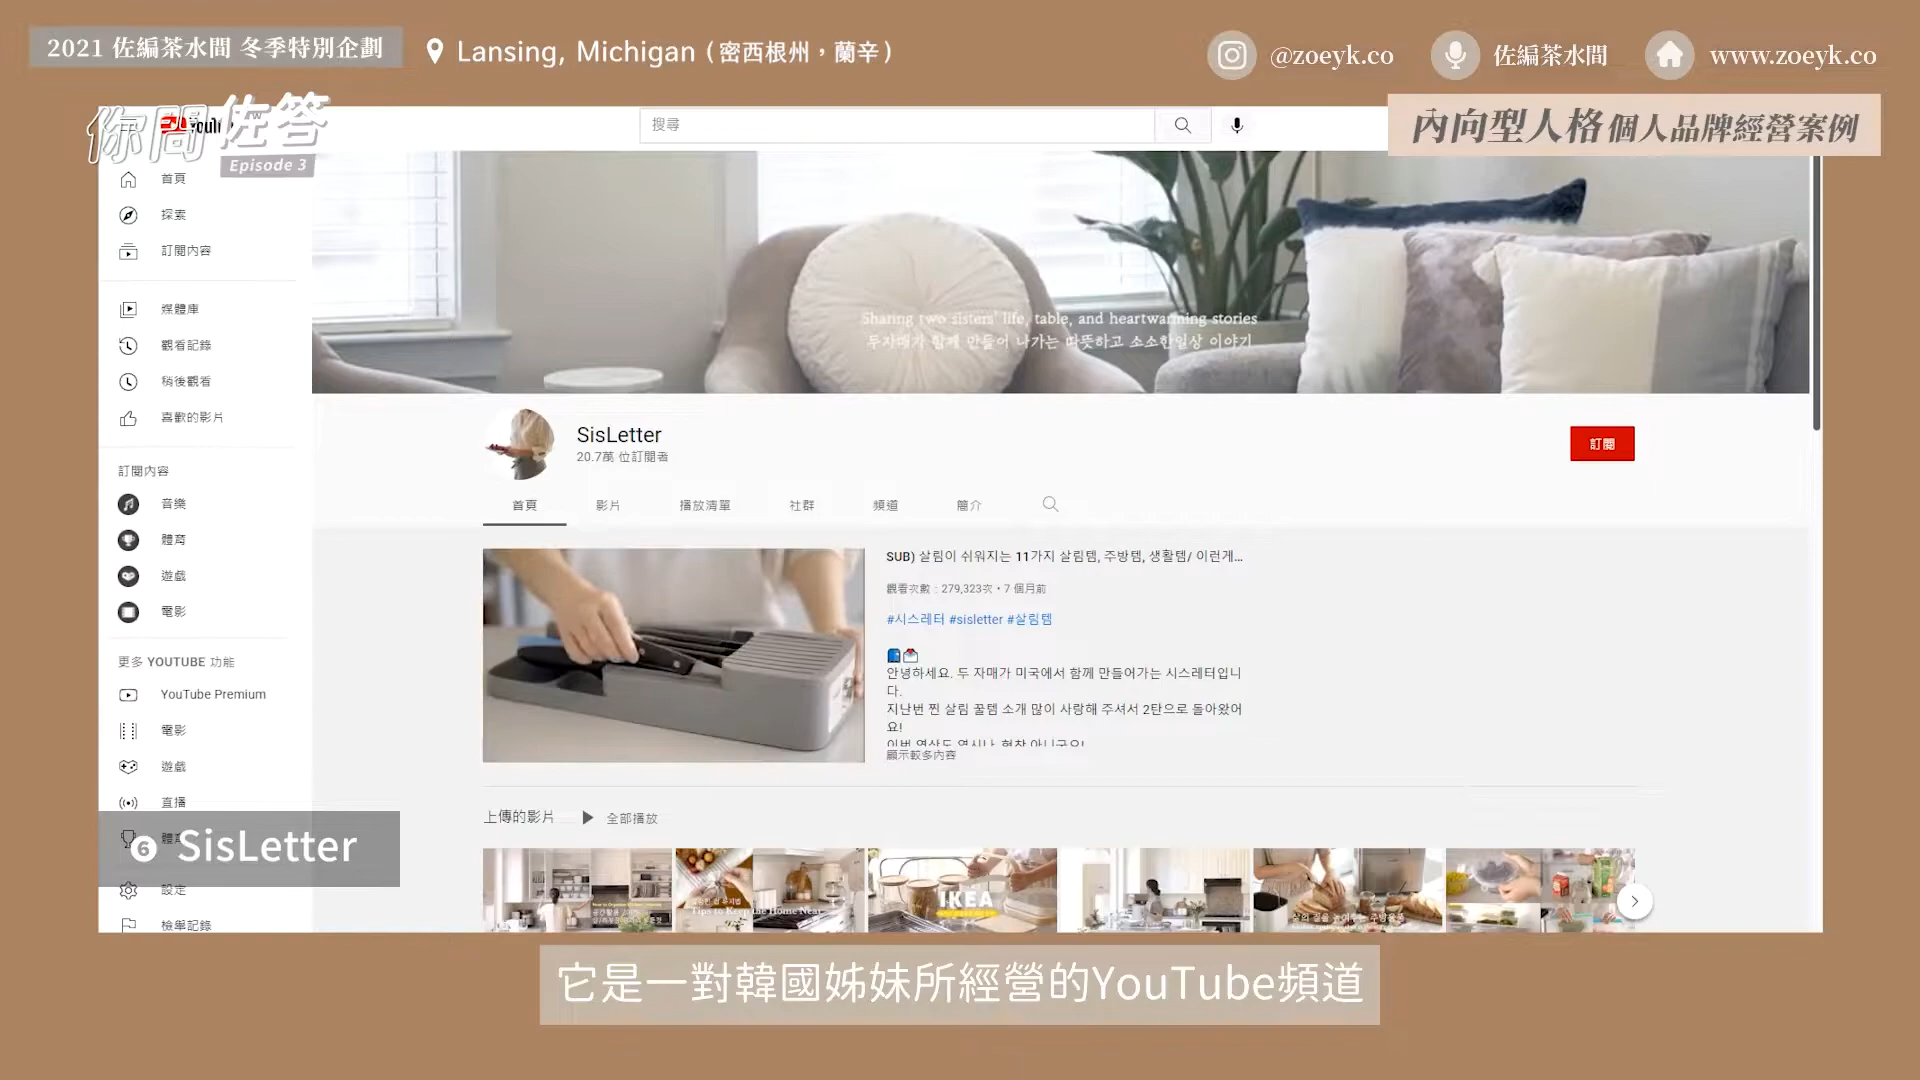 2021 佐編茶水間 冬季特別企劃
Lansing, Michigan（密西根州，蘭辛）
@zoeyk.co
佐編茶水間
www.zoeyk.co
你問佐答
Episode 3
內向型人格個人品牌經營案例
搜尋
首頁
探索
訂閱內容
媒體庫
觀看記錄
稍後觀看
喜歡的影片
訂閱內容
音樂
體育
遊戲
電影
更多 YOUTUBE 功能
YouTube Premium
電影
遊戲
直播
設定
檢舉記錄
Sharing two sisters' life, table, and heartwarming stories
두자매가 함께 만들어 나가는 따뜻하고 소소한일상 이야기
SisLetter
20.7萬 位訂閱者
訂閱
首頁
影片
播放清單
社群
頻道
簡介
SUB) 살림이 쉬워지는 11가지 살림템, 주방템, 생활템/ 이런게...
觀看次數：279,323次・7 個月前
#시스레터 #sisletter #살림템
안녕하세요. 두 자매가 미국에서 함께 만들어가는 시스레터입니
다.
지난번 찐 살림 꿀템 소개 많이 사랑해 주셔서 2탄으로 돌아왔어
요!
顯示較多內容
上傳的影片
全部播放
Tips to Keep the Home Neat
IKEA
6 SisLetter
它是一對韓國姊妹所經營的YouTube頻道